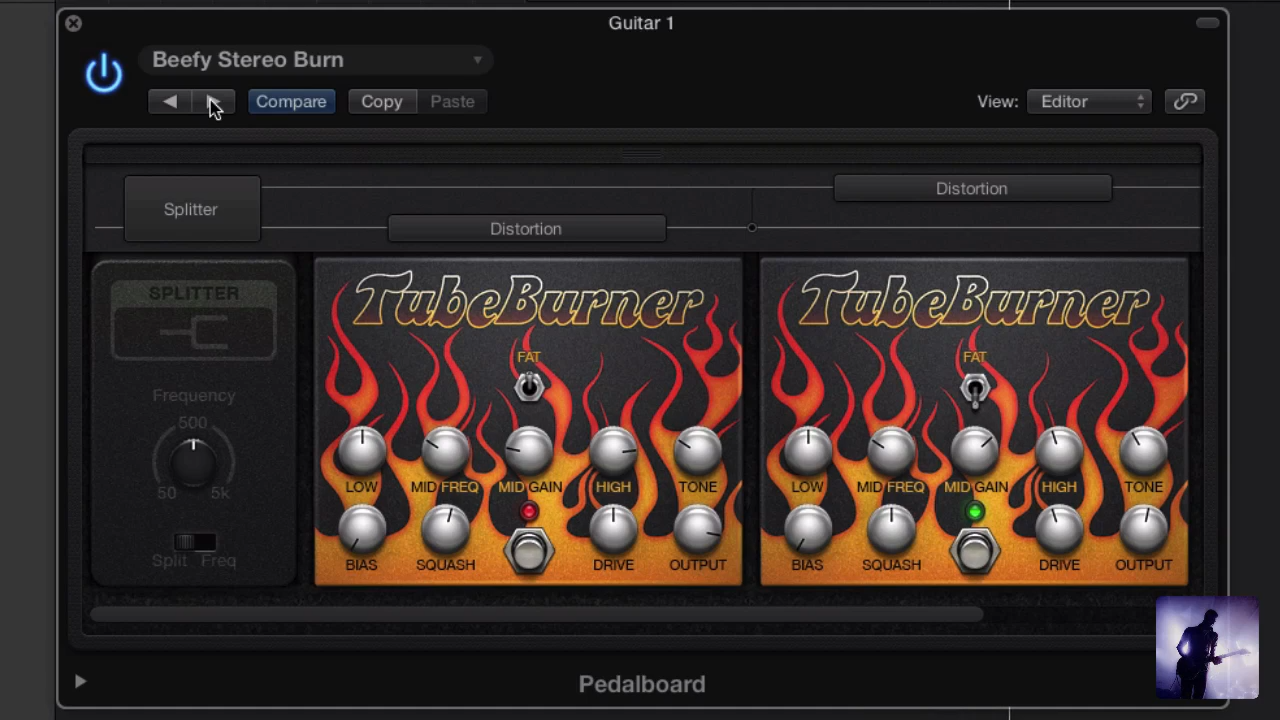 Guitar 1
Beefy Stereo Burn
Compare Copy Paste View: Editor
Distortion
Splitter
Distortion
SPLITTER
Frequency
500
50 5k
Split Freq
TubeBurner
FAT
LOW MID FREQ MID GAIN HIGH TONE
BIAS SQUASH DRIVE OUTPUT
TubeBurner
FAT
LOW MID FREQ MID GAIN HIGH TONE
BIAS SQUASH DRIVE OUTPUT
Pedalboard